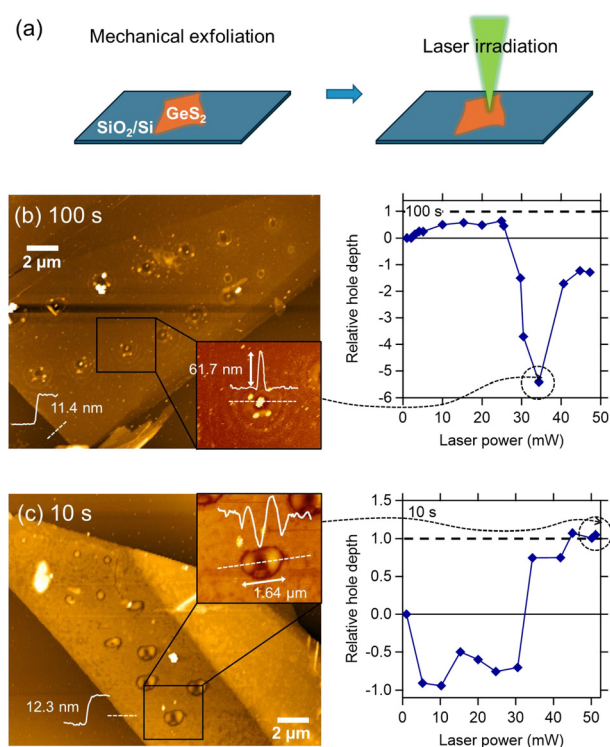 (a)
Mechanical exfoliation
Laser irradiation
GeS₂
SiO₂/Si
(b) 100 s
2 µm
61.7 nm
11.4 nm
100 s
1
0
-1
-2
-3
-4
-5
-6
Relative hole depth
0 10 20 30 40 50
Laser power (mW)
(c) 10 s
1.64 µm
12.3 nm
2 µm
10 s
1.5
1.0
0.5
0.0
-0.5
-1.0
Relative hole depth
0 10 20 30 40 50
Laser power (mW)